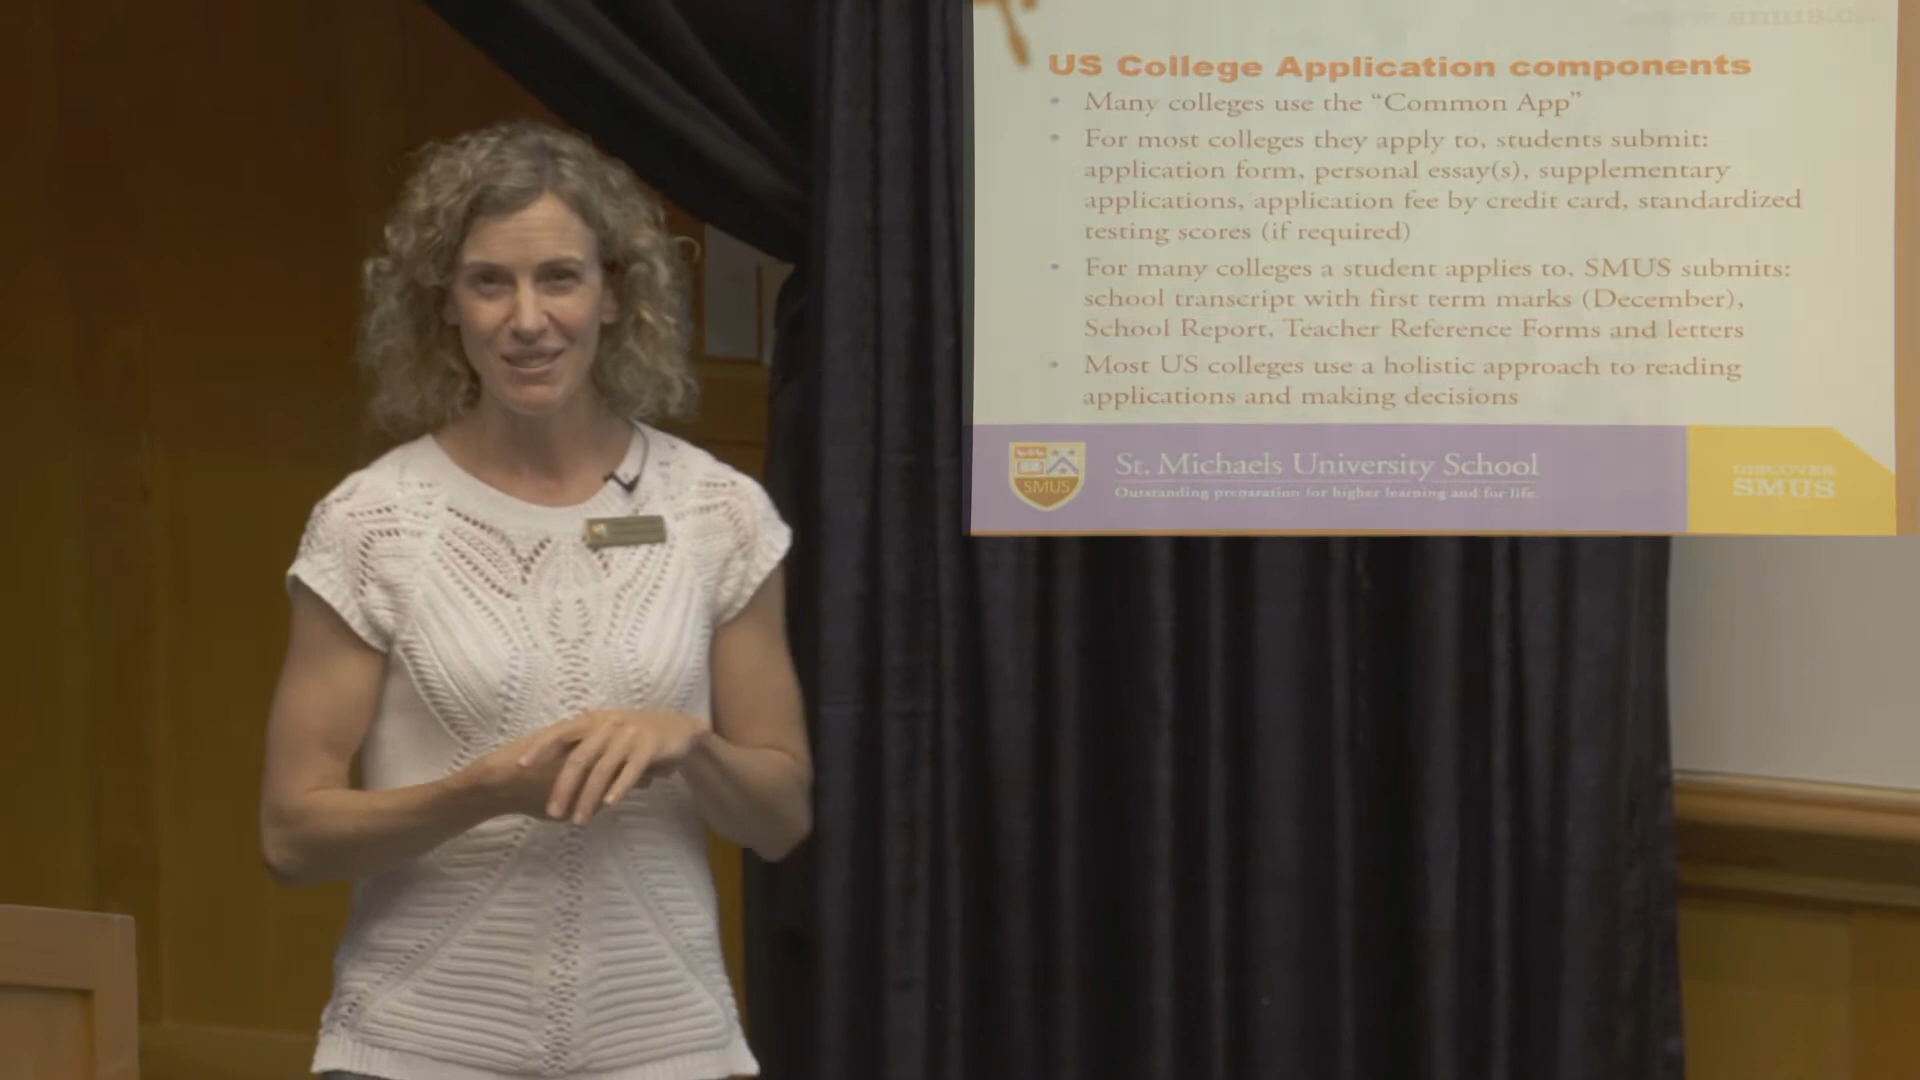 www.smus.ca
US College Application components
• Many colleges use the “Common App”
• For most colleges they apply to, students submit:
application form, personal essay(s), supplementary
applications, application fee by credit card, standardized
testing scores (if required)
• For many colleges a student applies to, SMUS submits:
school transcript with first term marks (December),
School Report, Teacher Reference Forms and letters
• Most US colleges use a holistic approach to reading
applications and making decisions
SMUS
St. Michaels University School
Outstanding preparation for higher learning and for life.
DISCOVER
SMUS